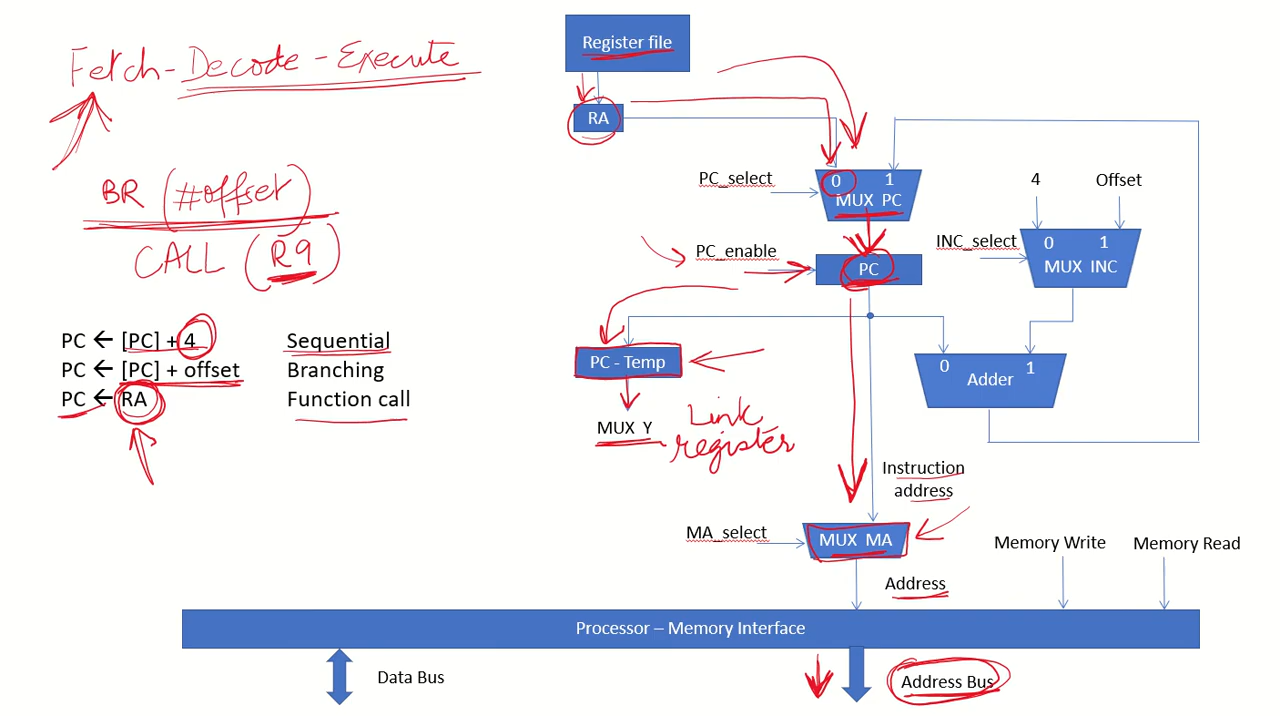 Fetch - Decode - Execute
BR (#offset)
CALL (R9)
PC ← [PC] + 4 Sequential
PC ← [PC] + offset Branching
PC ← RA Function call
Register file
RA
PC_select
0 1
MUX PC
4 Offset
INC_select
0 1
MUX INC
PC_enable
PC
PC - Temp
0 1
Adder
MUX Y
Link
register
Instruction
address
MA_select
MUX MA
Memory Write
Memory Read
Address
Processor – Memory Interface
Data Bus
Address Bus